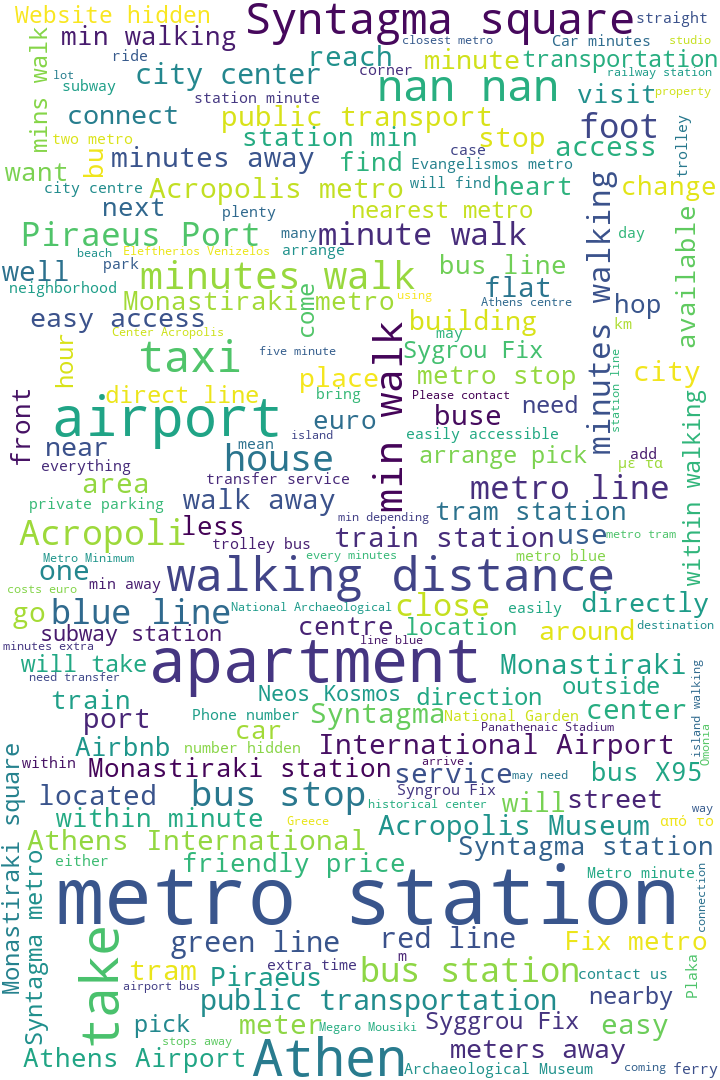 Website hidden
Syntagma square
straight
min walking
closest metro
Car minutes
studio
mins walk
ride
reach
minute
transportation
corner
railway station
lot
city center
nan nan
subway
station minute
visit
property
connect
public transport
foot
two metro
bu
station min
stop
access
trolley
minutes away
find
case
Evangelismos metro
want
city centre
Acropolis metro
will find
heart
change
next
plenty
nearest metro
minutes walking
available
Piraeus Port
many
minute walk
day
beach
Eleftherios Venizelos
arrange
bus line
well
park
minutes walk
flat
neighborhood
Monastiraki metro
come
using
Athens centre
hop
easy access
Center Acropolis
building
km
may
hour
taxi
five minute
min walk
Sygrou Fix
station line
place
metro stop
city
direct line
bring
Please contact
front
airport
euro
buse
need
island
easily accessible
near
mean
house
arrange pick
add
within walking
everything
transfer service
με τα
area
metro line
private parking
walk away
tram station
Acropoli
less
min depending
trolley bus
train station
use
metro tram
Metro Minimum
every minutes
metro blue
one
min away
walking distance
costs euro
go
blue line
National Archaeological
close
easily
directly
destination
subway station
centre
location
around
minutes extra
line blue
will take
apartment
Monastiraki
need transfer
island walking
train
Neos Kosmos
direction
outside
port
Phone number
Syntagma
National Garden
center
car
Panathenaic Stadium
Omonia
Airbnb
number hidden
International Airport
within
Monastiraki station
arrive
service
may need
bus X95
Monastiraki square
located
bus stop
Syngrou Fix
historical center
will
street
way
within minute
Greece
Acropolis Museum
από το
Athens International
Syntagma station
Syntagma metro
either
friendly price
Metro minute
connection
metro station
take
green line
red line
Fix metro
tram
extra time
m
bus station
contact us
Plaka
airport bus
Piraeus
public transportation
nearby
pick
meter
Megaro Mousiki
Syggrou Fix
easy
stops away
Athens Airport
Athen
meters away
Archaeological Museum
coming
ferry